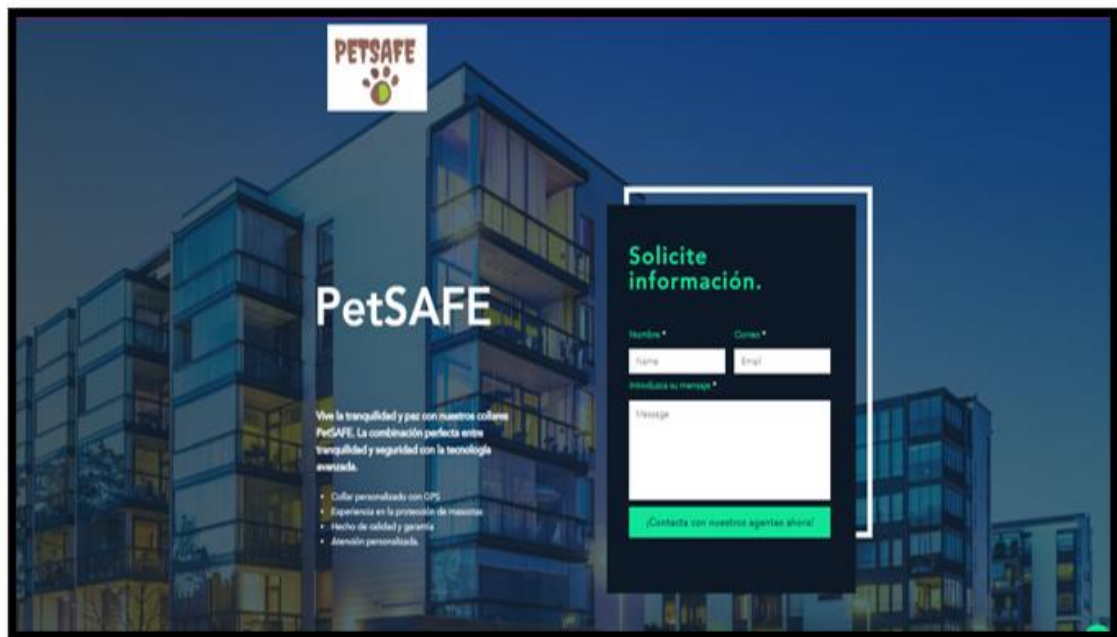 PETSAFE
PetSAFE
Vive la tranquilidad y paz con nuestros collares
PetSAFE. La combinación perfecta entre
tranquilidad y seguridad con la tecnología
avanzada.
Collar personalizado con GPS
Experiencia en la protección de mascotas
Hecho de calidad y garantía
Atención personalizada.
Solicite
información.
Nombre * Correo *
Name Email
Introduzca su mensaje *
Message
¡Contacta con nuestros agentes ahora!